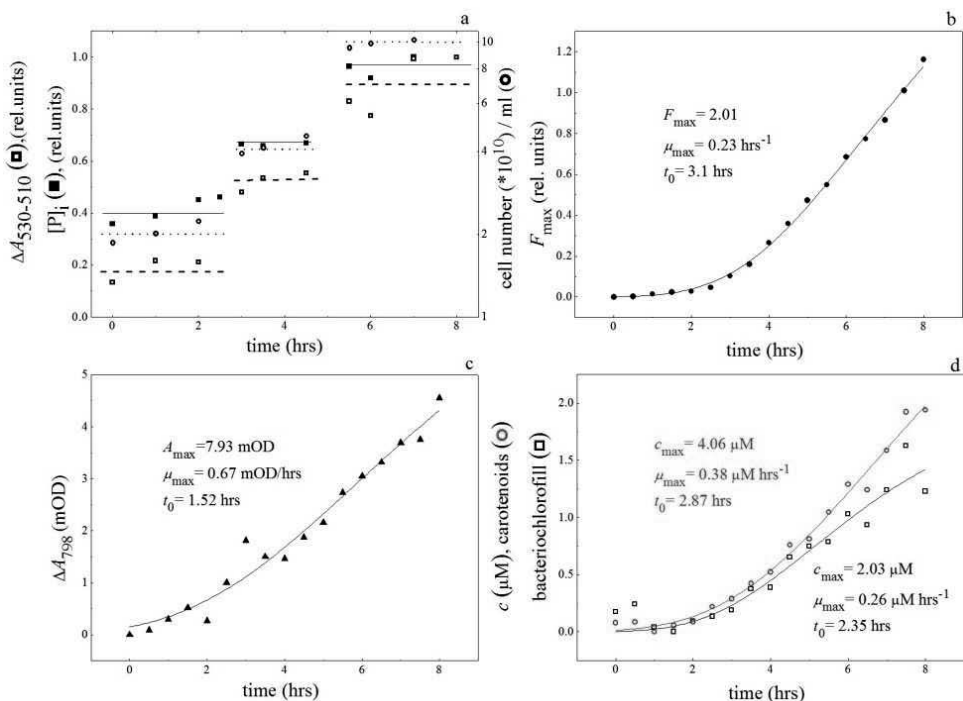 a
ΔA530-510 (◘),(rel.units)
[P]i (■), (rel.units)
1.0
0.8
0.6
0.4
0.2
0.0
10
8
6
4
2
1
cell number (*10^10) / ml (O)
0 2 4 6 8
time (hrs)
b
Fmax (rel. units)
1.2
1.0
0.8
0.6
0.4
0.2
0.0
Fmax = 2.01
μmax = 0.23 hrs-1
t0 = 3.1 hrs
0 2 4 6 8
time (hrs)
c
ΔA798 (mOD)
5
4
3
2
1
0
Amax=7.93 mOD
μmax = 0.67 mOD/hrs
t0 = 1.52 hrs
0 2 4 6 8
time (hrs)
d
c (μM), carotenoids (O)
bacteriochlorofill (◘)
2.0
1.5
1.0
0.5
0.0
cmax= 4.06 μM
μmax = 0.38 μM hrs-1
t0 = 2.87 hrs
cmax= 2.03 μM
μmax = 0.26 μM hrs-1
t0 = 2.35 hrs
0 2 4 6 8
time (hrs)